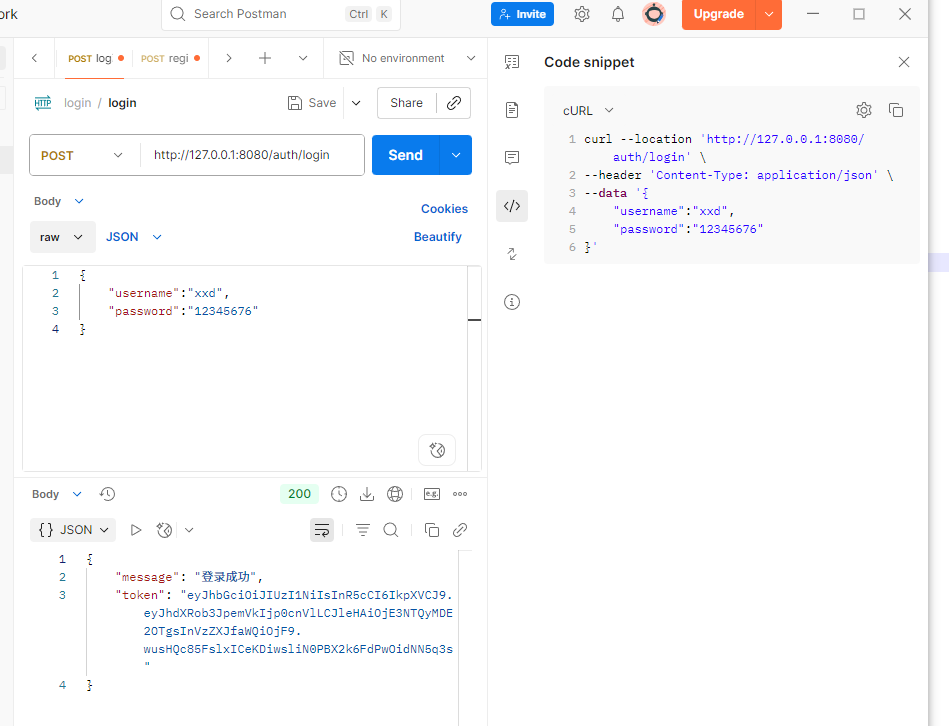 ork
Search Postman
Ctrl K
Invite
Upgrade
POST log
POST regi
No environment
HTTP login / login
Save
Share
POST
http://127.0.0.1:8080/auth/login
Send
Body
Cookies
raw
JSON
Beautify
1 {
2 "username":"xxd",
3 "password":"12345676"
4 }
Body
200
e.g.
{} JSON
1 {
2 "message": "登录成功",
3 "token": "eyJhbGciOiJIUzI1NiIsInR5cCI6IkpXVCJ9.
eyJhdXRob3JpemVkIjp0cnVlLCJleHAiOjE3NTQyMDE
2OTgsInVzZXJfaWQiOjF9.
wusHQc85FslxICeKDiwsliN0PBX2k6FdPwOidNN5q3s
"
4 }
Code snippet
cURL
1 curl --location 'http://127.0.0.1:8080/
auth/login' \
2 --header 'Content-Type: application/json' \
3 --data '{
4 "username":"xxd",
5 "password":"12345676"
6 }'